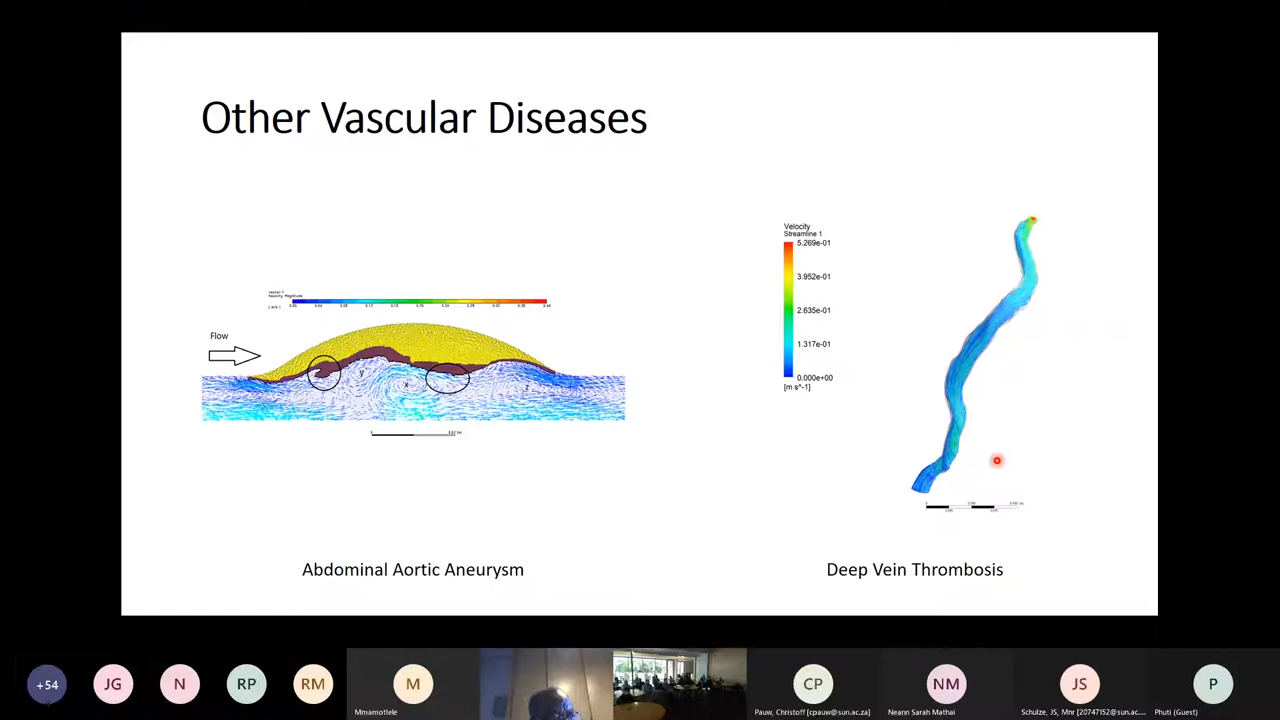 Other Vascular Diseases
Velocity
Streamline 1
5.269e-01
3.952e-01
2.635e-01
1.317e-01
0.000e+00
[m s^-1]
Velocity Magnitude
[m/s]
Flow
y
x
z
Abdominal Aortic Aneurysm
Deep Vein Thrombosis
+54
JG
N
RP
RM
M
Mmamotlele
CP
Pauw, Christoff [cpauw@sun.ac.za]
NM
Neann Sarah Mathai
JS
Schulze, JS, Mnr [20747152@sun.ac....
P
Phuti (Guest)